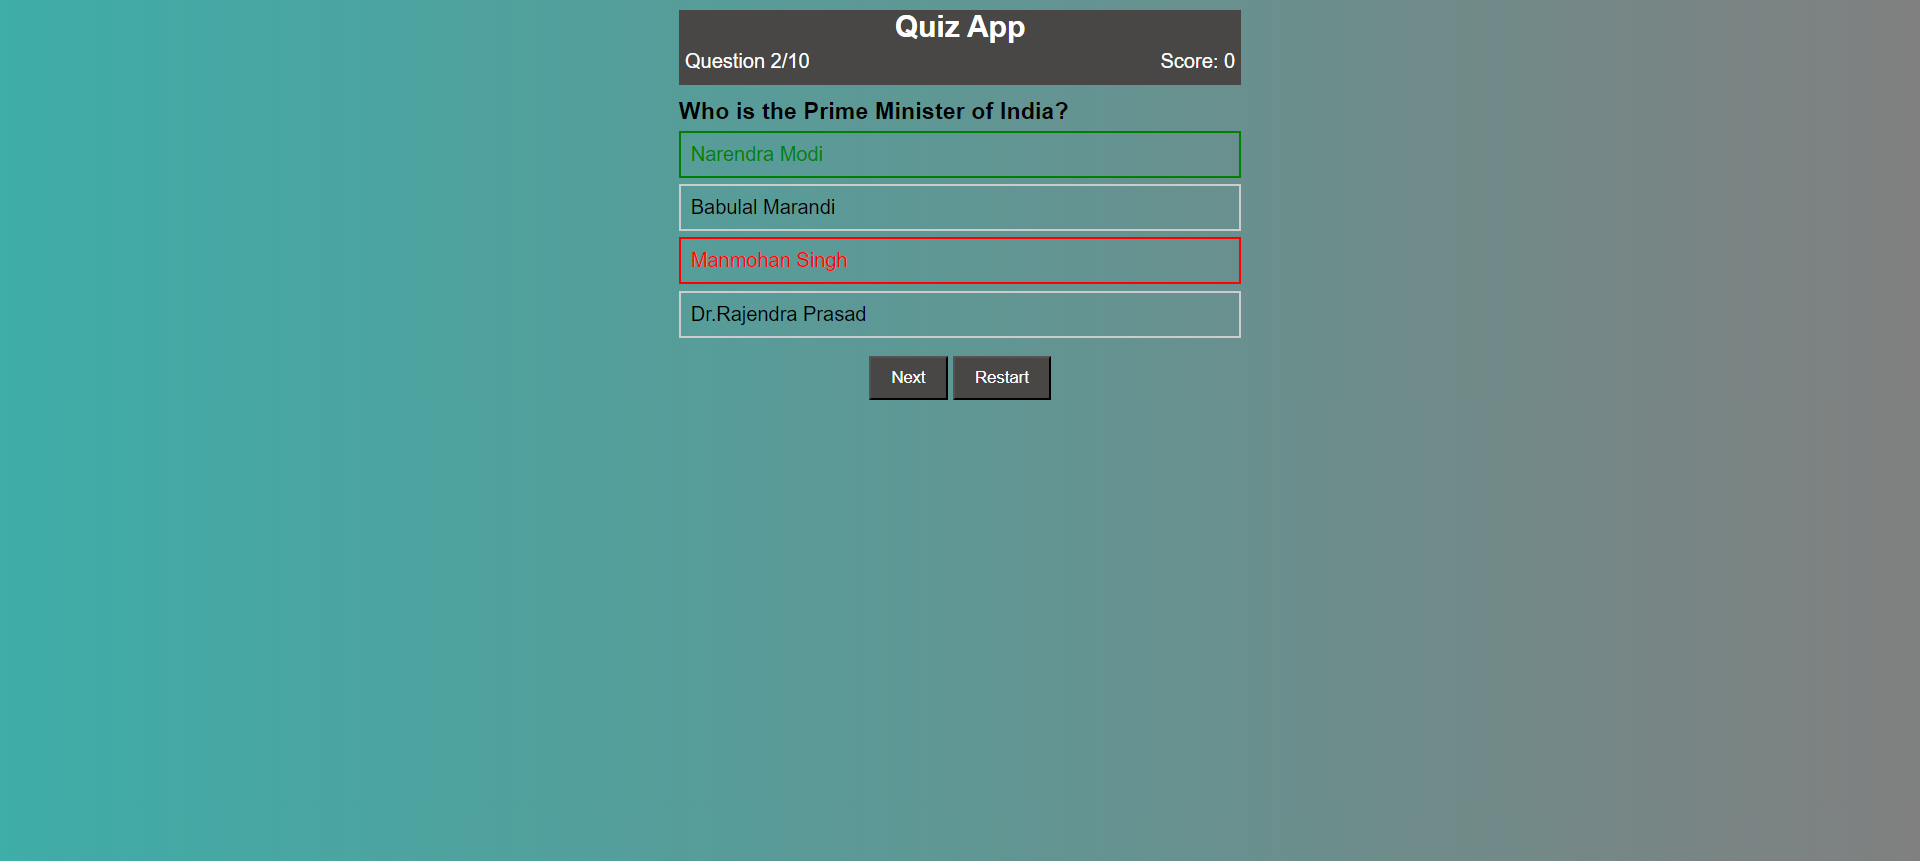 Quiz App
Question 2/10 Score: 0
Who is the Prime Minister of India?
Narendra Modi
Babulal Marandi
Manmohan Singh
Dr.Rajendra Prasad
Next Restart